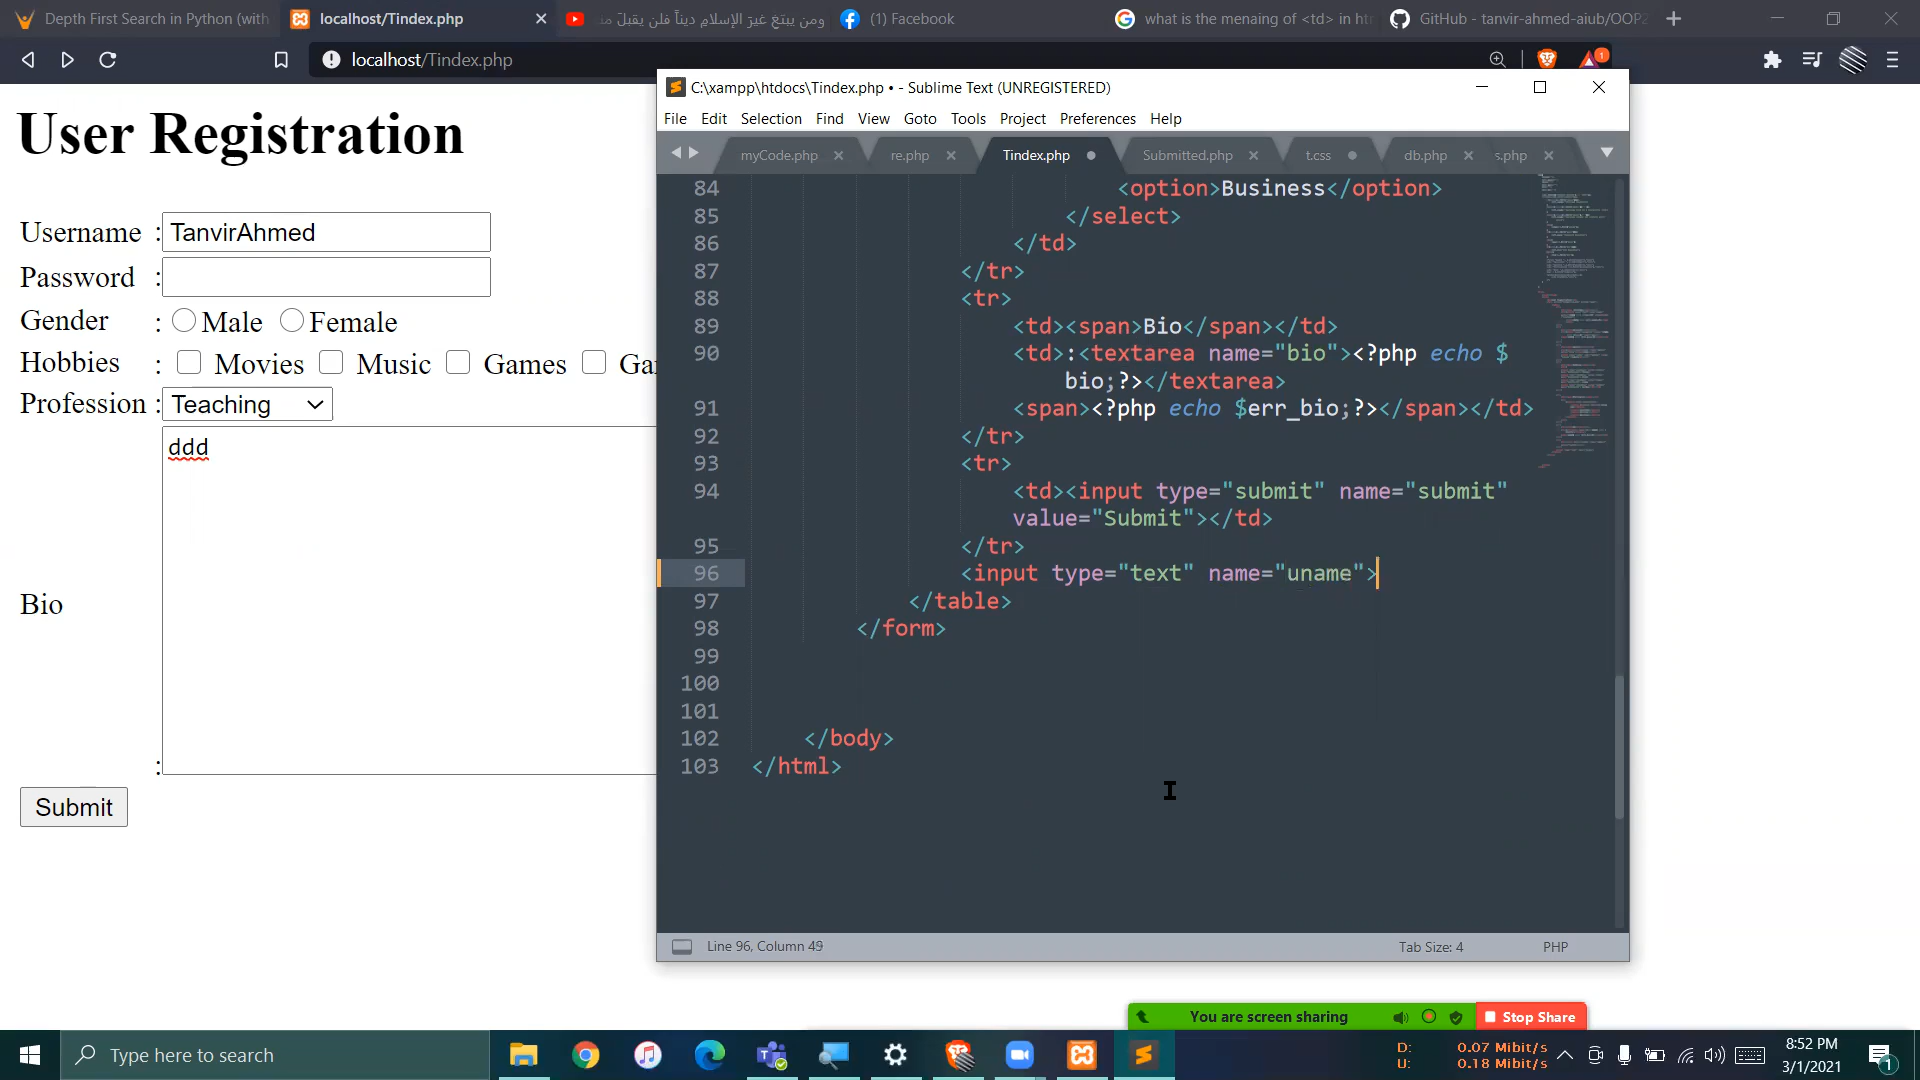 Depth First Search in Python (with
localhost/Tindex.php
ومن يبتغ غيرَ الإسلامِ ديناً فلن يقبلَ من
(1) Facebook
what is the menaing of <td> in htm
GitHub - tanvir-ahmed-aiub/OOP2
localhost/Tindex.php
1
User Registration
Username :
TanvirAhmed
Password :
Gender : Male Female
Hobbies : Movies Music Games Ga
Profession : Teaching
ddd
Bio
:
Submit
C:\xampp\htdocs\Tindex.php • - Sublime Text (UNREGISTERED)
File Edit Selection Find View Goto Tools Project Preferences Help
myCode.php re.php Tindex.php Submitted.php t.css db.php s.php
84 <option>Business</option>
85 </select>
86 </td>
87 </tr>
88 <tr>
89 <td><span>Bio</span></td>
90 <td>:<textarea name="bio"><?php echo $
bio;?></textarea>
91 <span><?php echo $err_bio;?></span></td>
92 </tr>
93 <tr>
94 <td><input type="submit" name="submit"
value="Submit"></td>
95 </tr>
96 <input type="text" name="uname">
97 </table>
98 </form>
99
100
101
102 </body>
103 </html>
Line 96, Column 49
Tab Size: 4
PHP
You are screen sharing
Stop Share
Type here to search
D: 0.07 Mibit/s
U: 0.18 Mibit/s
8:52 PM
3/1/2021
1